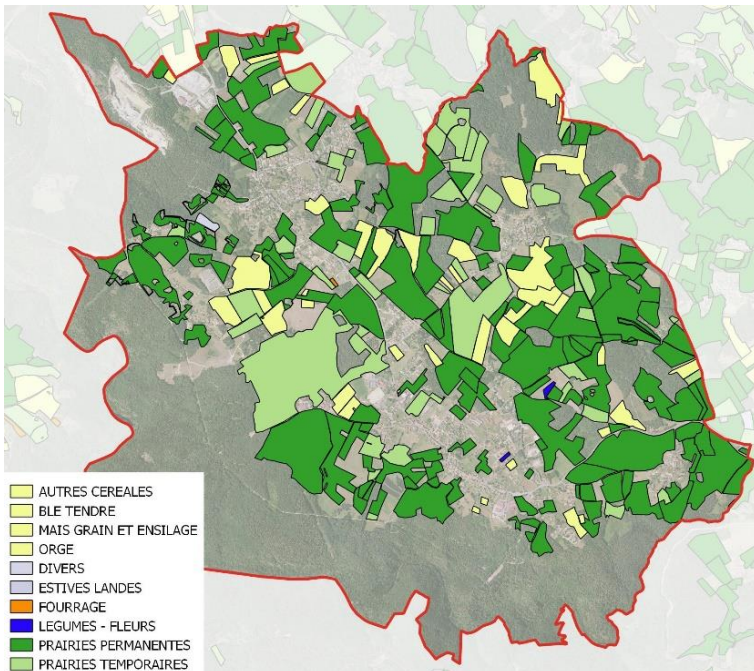 AUTRES CEREALES
BLE TENDRE
MAIS GRAIN ET ENSILAGE
ORGE
DIVERS
ESTIVES LANDES
FOURRAGE
LEGUMES - FLEURS
PRAIRIES PERMANENTES
PRAIRIES TEMPORAIRES